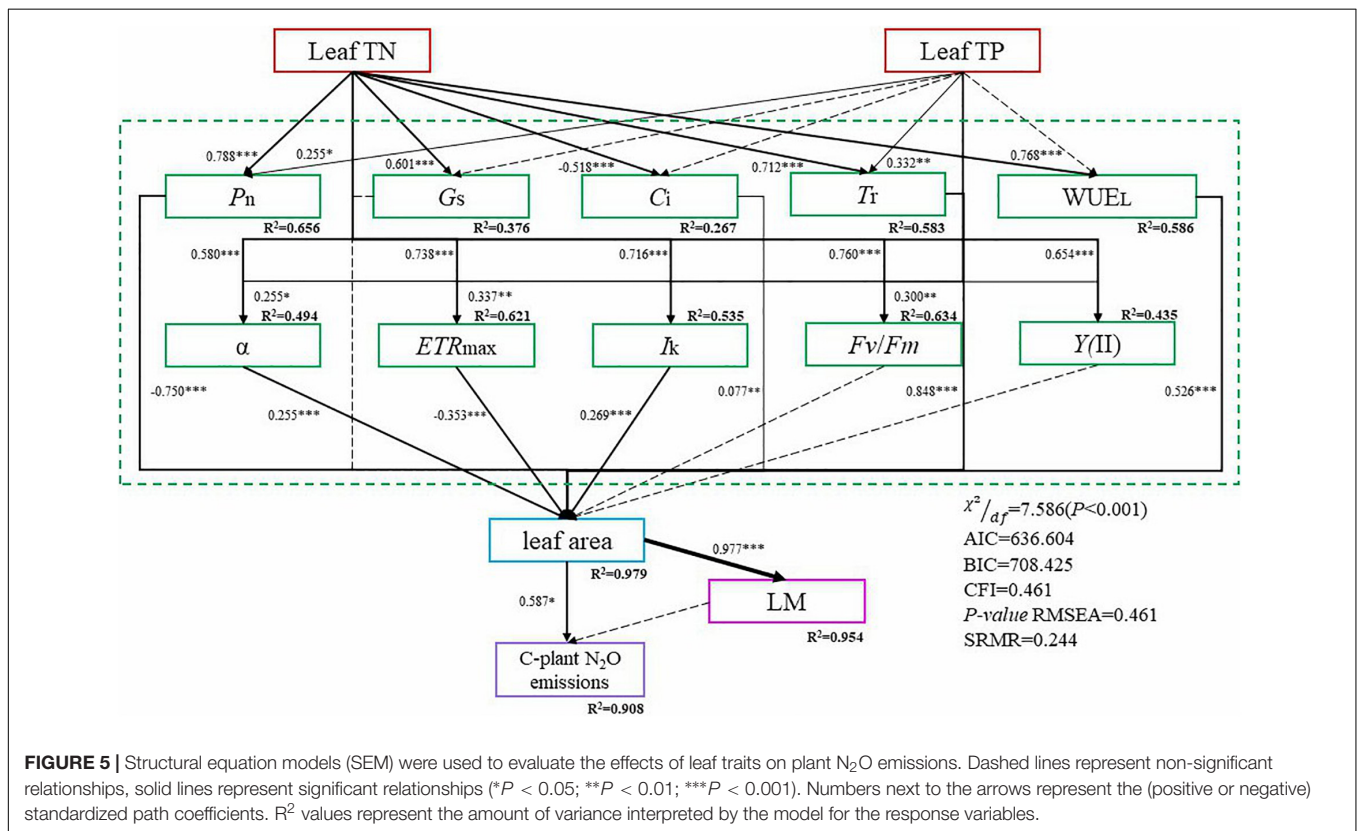 Leaf TN
Leaf TP
0.788***
0.255*
0.601***
-0.518***
0.712***
0.332**
0.768***
Pn
Gs
Ci
Tr
WUEL
R²=0.656
R²=0.376
R²=0.267
R²=0.583
R²=0.586
0.580***
0.738***
0.716***
0.760***
0.654***
0.255*
0.337**
0.300**
R²=0.494
R²=0.621
R²=0.535
R²=0.634
R²=0.435
α
ETRmax
Ik
Fv/Fm
Y(II)
-0.750***
0.255***
-0.353***
0.269***
0.077**
0.848***
0.526***
leaf area
R²=0.979
0.977***
LM
R²=0.954
0.587*
C-plant N₂O
emissions
R²=0.908
χ²/df=7.586(P<0.001)
AIC=636.604
BIC=708.425
CFI=0.461
P-value RMSEA=0.461
SRMR=0.244
FIGURE 5 | Structural equation models (SEM) were used to evaluate the effects of leaf traits on plant N₂O emissions. Dashed lines represent non-significant
relationships, solid lines represent significant relationships (*P < 0.05; **P < 0.01; ***P < 0.001). Numbers next to the arrows represent the (positive or negative)
standardized path coefficients. R² values represent the amount of variance interpreted by the model for the response variables.